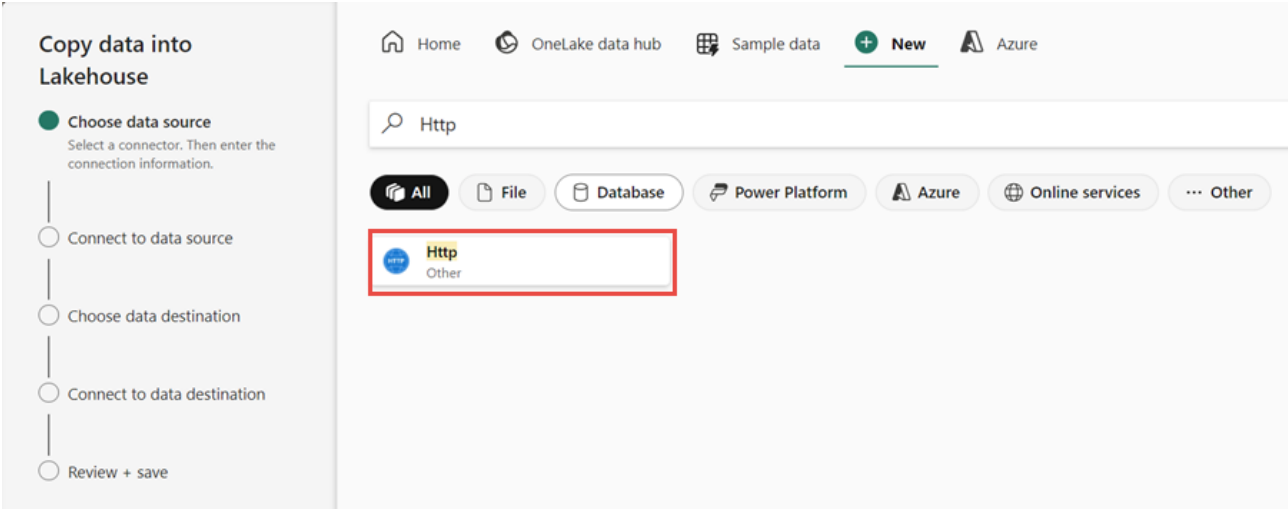 Copy data into
Lakehouse
Choose data source
Select a connector. Then enter the
connection information.
Connect to data source
Choose data destination
Connect to data destination
Review + save
Home
OneLake data hub
Sample data
New
Azure
Http
All
File
Database
Power Platform
Azure
Online services
··· Other
HTTP
Http
Other